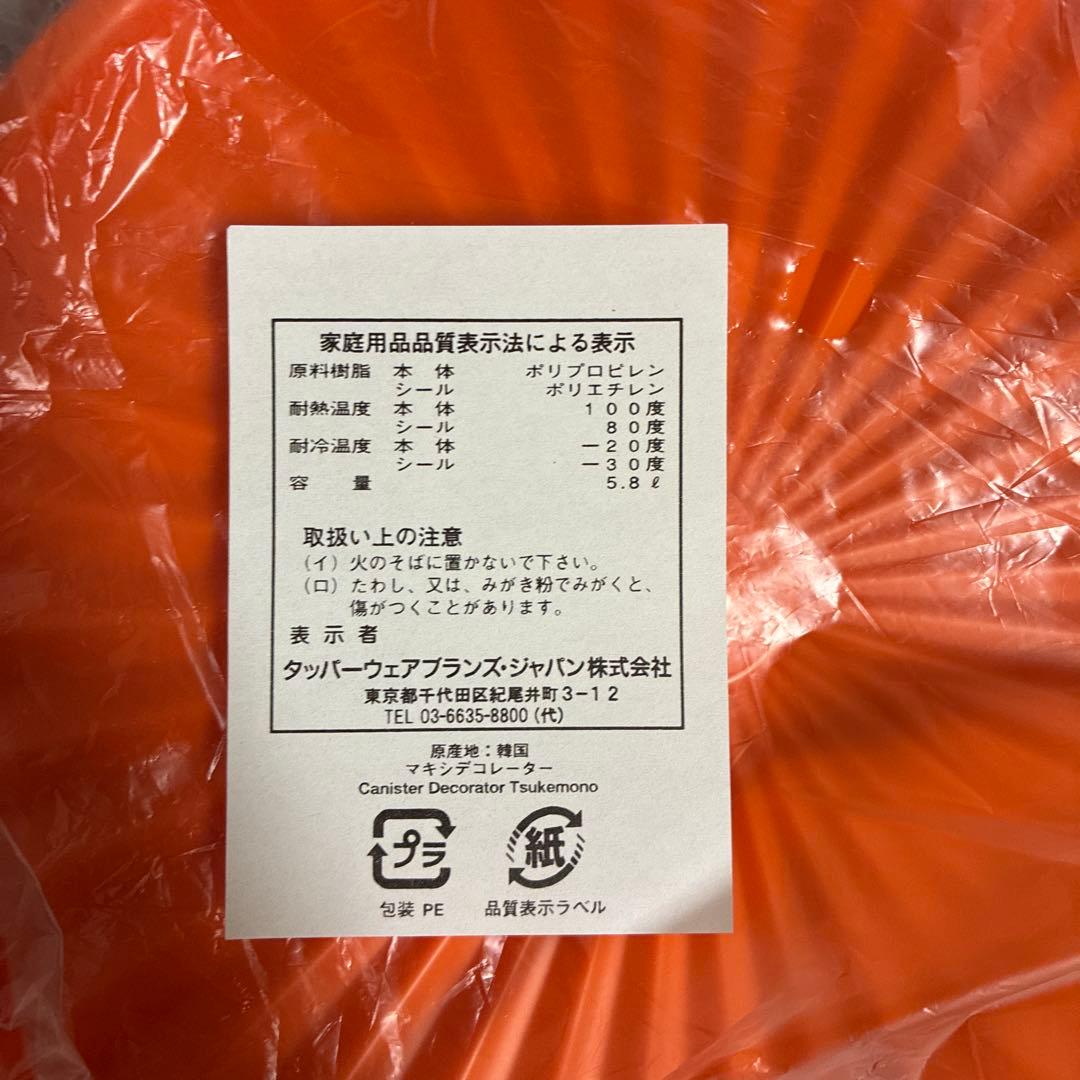 家庭用品品質表示法による表示
原料樹脂 本体 ポリプロピレン
シール ポリエチレン
耐熱温度 本体 100度
シール 80度
耐冷温度 本体 −20度
シール −30度
容量 5.8ℓ
取扱い上の注意
(イ) 火のそばに置かないで下さい。
(ロ) たわし、又は、みがき粉でみがくと、
傷がつくことがあります。
表示者
タッパーウェアブランズ・ジャパン株式会社
東京都千代田区紀尾井町3−12
TEL 03-6635-8800 (代)
原産地:韓国
マキシデコレーター
Canister Decorator Tsukemono
プラ 紙
包装 PE 品質表示ラベル